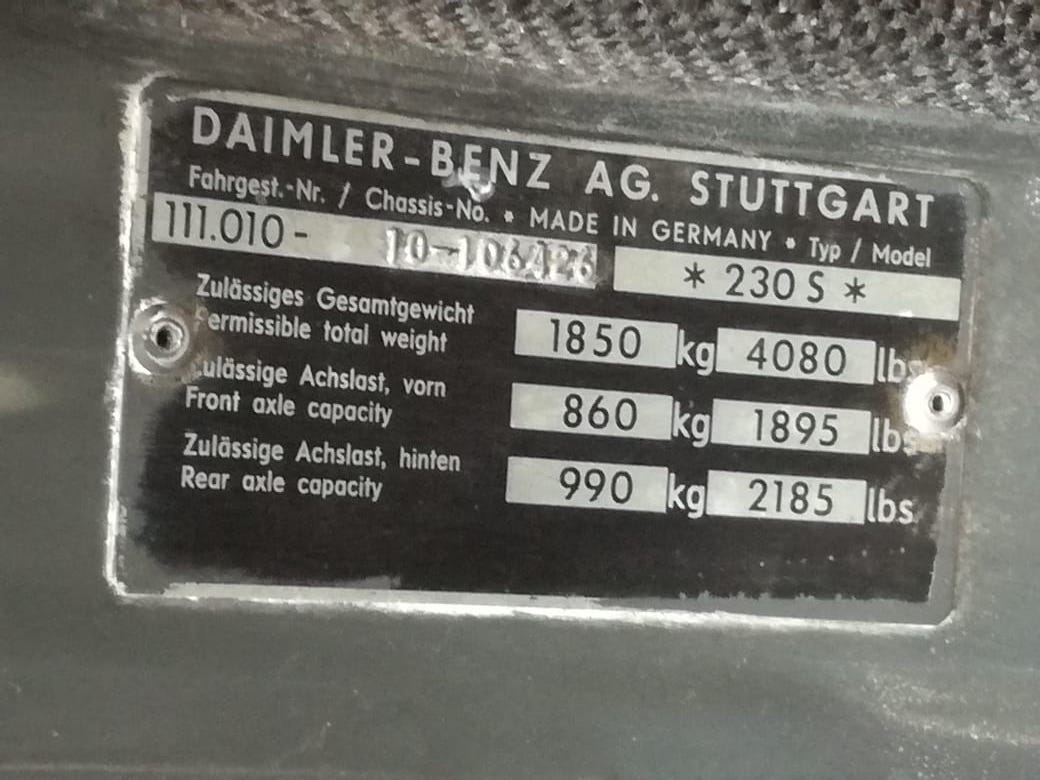 DAIMLER-BENZ AG. STUTTGART
Fahrgest.-Nr. / Chassis-No. * MADE IN GERMANY * Typ / Model
111.010- 10-106426 * 230 S *
Zulässiges Gesamtgewicht
Permissible total weight 1850 kg 4080 lbs
Zulässige Achslast, vorn
Front axle capacity 860 kg 1895 lbs
Zulässige Achslast, hinten
Rear axle capacity 990 kg 2185 lbs